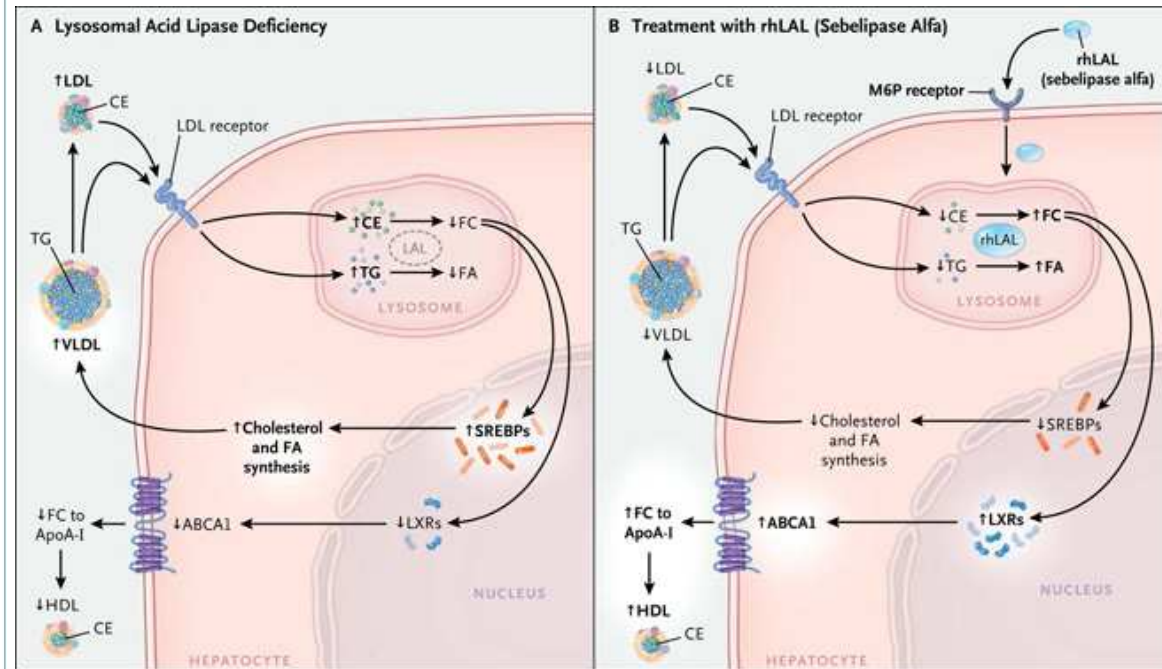 A Lysosomal Acid Lipase Deficiency
↑LDL
CE
LDL receptor
TG
↑VLDL
↑CE
↓FC
LAL
↑TG
↓FA
LYSOSOME
↑SREBPs
↑Cholesterol
and FA
synthesis
↓LXRs
↓ABCA1
↓FC to
ApoA-I
↓HDL
CE
NUCLEUS
HEPATOCYTE
B Treatment with rhLAL (Sebelipase Alfa)
rhLAL
(sebelipase alfa)
M6P receptor
↓LDL
CE
LDL receptor
TG
↓VLDL
↓CE
↑FC
rhLAL
↓TG
↑FA
LYSOSOME
↓SREBPs
↓Cholesterol
and FA
synthesis
↑LXRs
↑ABCA1
↑FC to
ApoA-I
↑HDL
CE
NUCLEUS
HEPATOCYTE